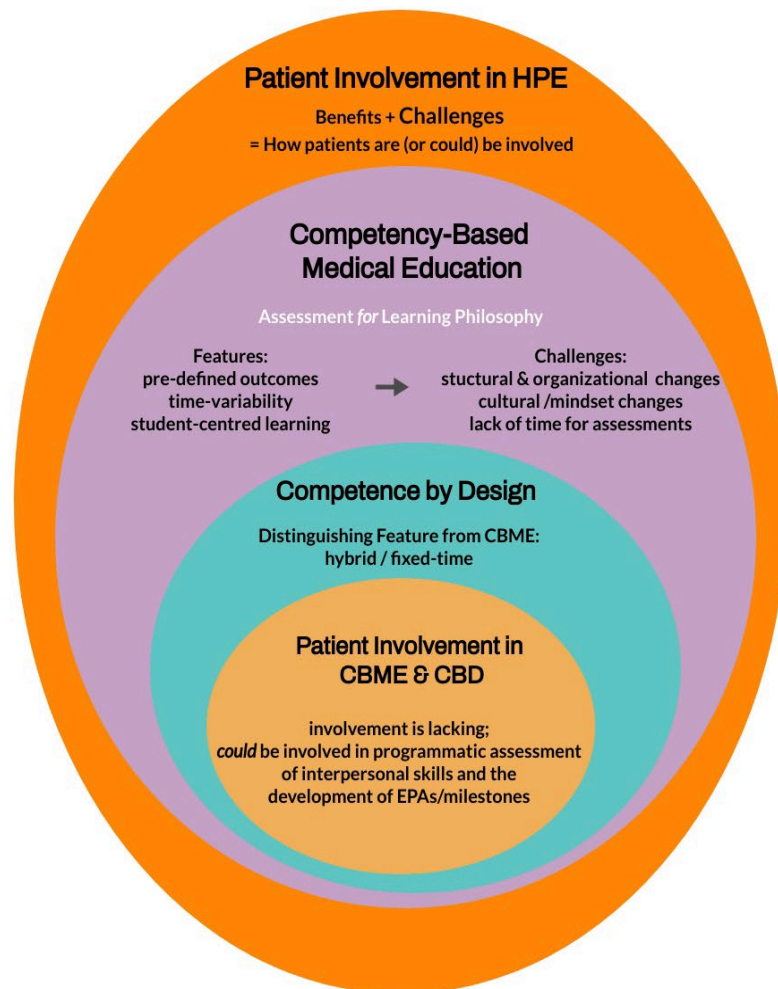 Patient Involvement in HPE
Benefits + Challenges
= How patients are (or could) be involved
Competency-Based
Medical Education
Assessment for Learning Philosophy
Features:
pre-defined outcomes
time-variability
student-centred learning
Challenges:
stuctural & organizational changes
cultural /mindset changes
lack of time for assessments
Competence by Design
Distinguishing Feature from CBME:
hybrid / fixed-time
Patient Involvement in
CBME & CBD
involvement is lacking;
could be involved in programmatic assessment
of interpersonal skills and the
development of EPAs/milestones